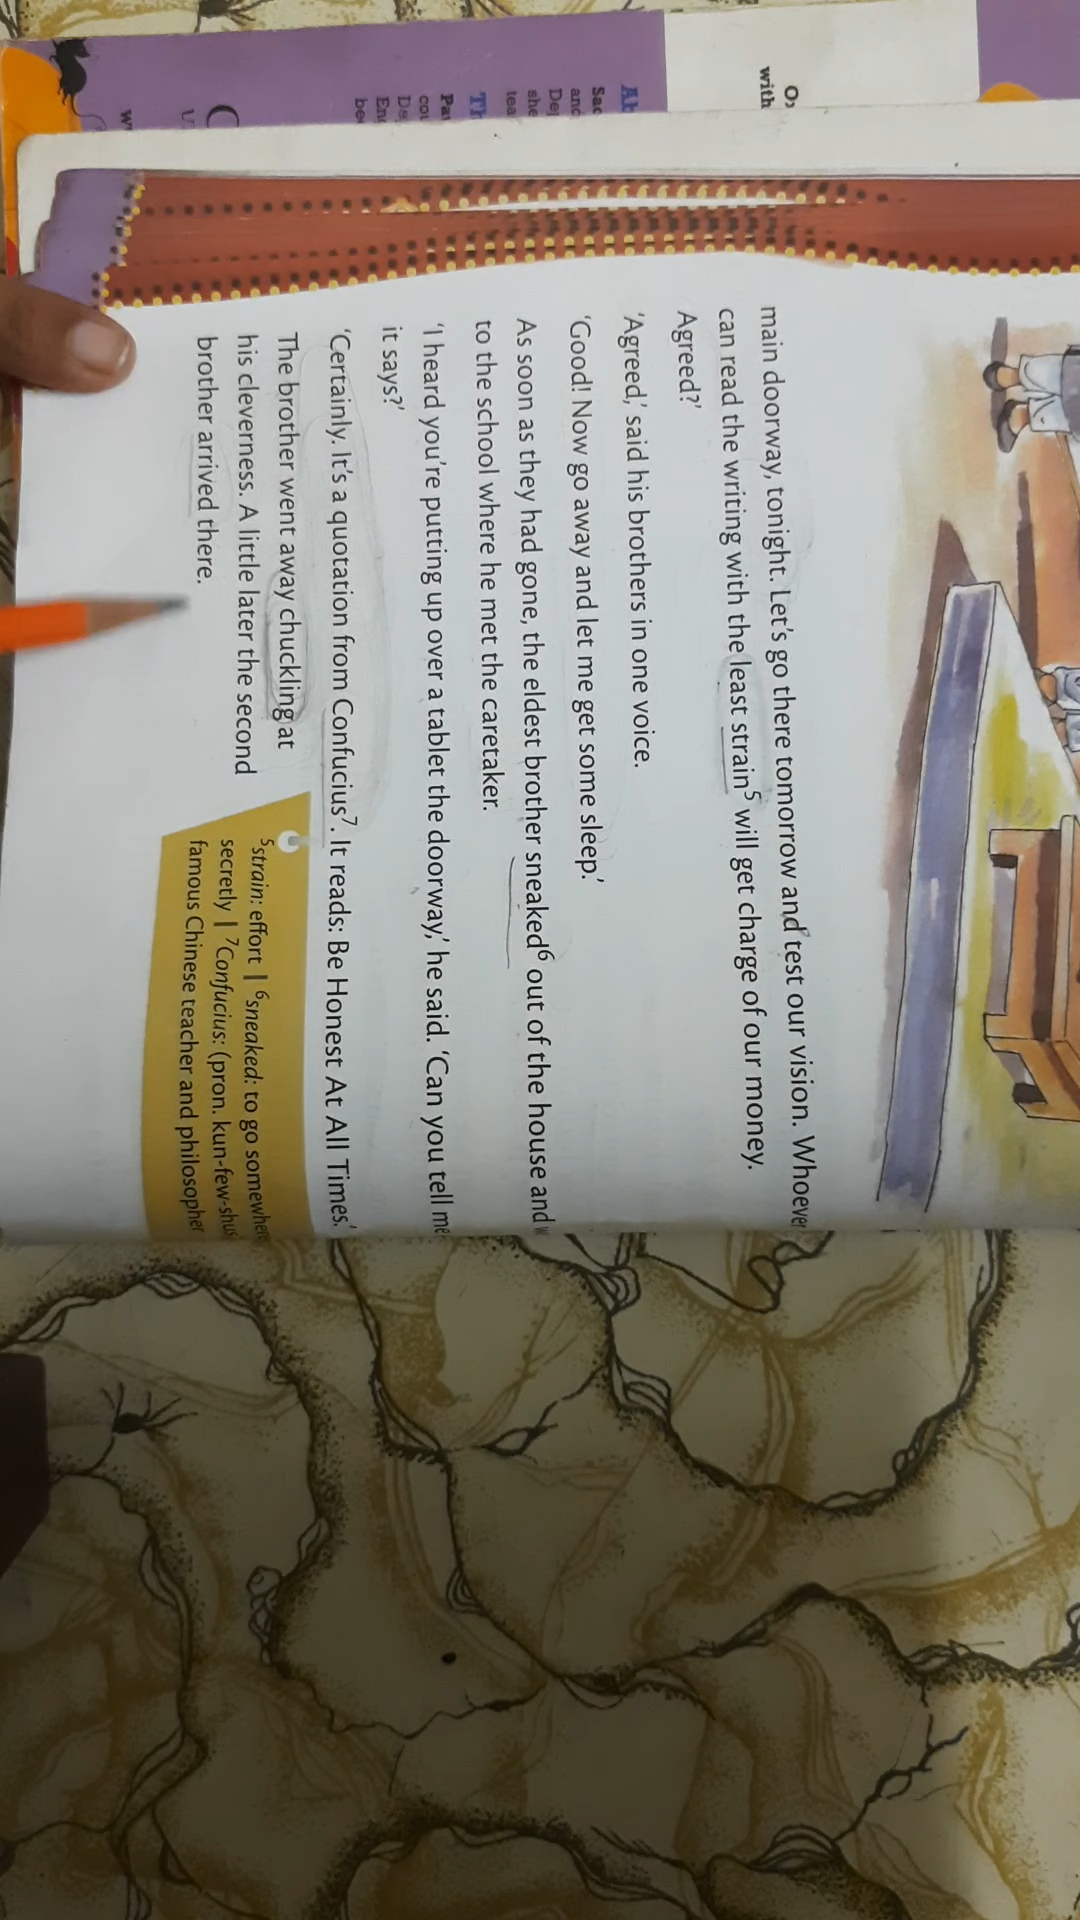 main doorway, tonight. Let's go there tomorrow and test our vision. Whoever
can read the writing with the least strain⁵ will get charge of our money.
Agreed?'
'Agreed,' said his brothers in one voice.
'Good! Now go away and let me get some sleep.'
As soon as they had gone, the eldest brother sneaked⁶ out of the house and
to the school where he met the caretaker.
'I heard you're putting up over a tablet the doorway,' he said. 'Can you tell me
it says?'
'Certainly. It's a quotation from Confucius⁷. It reads: Be Honest At All Times.'
The brother went away chuckling at
his cleverness. A little later the second
brother arrived there.
⁵strain: effort | ⁶sneaked: to go
secretly | ⁷Confucius: (pron. kun-few-shus
famous Chinese teacher and philosopher
with